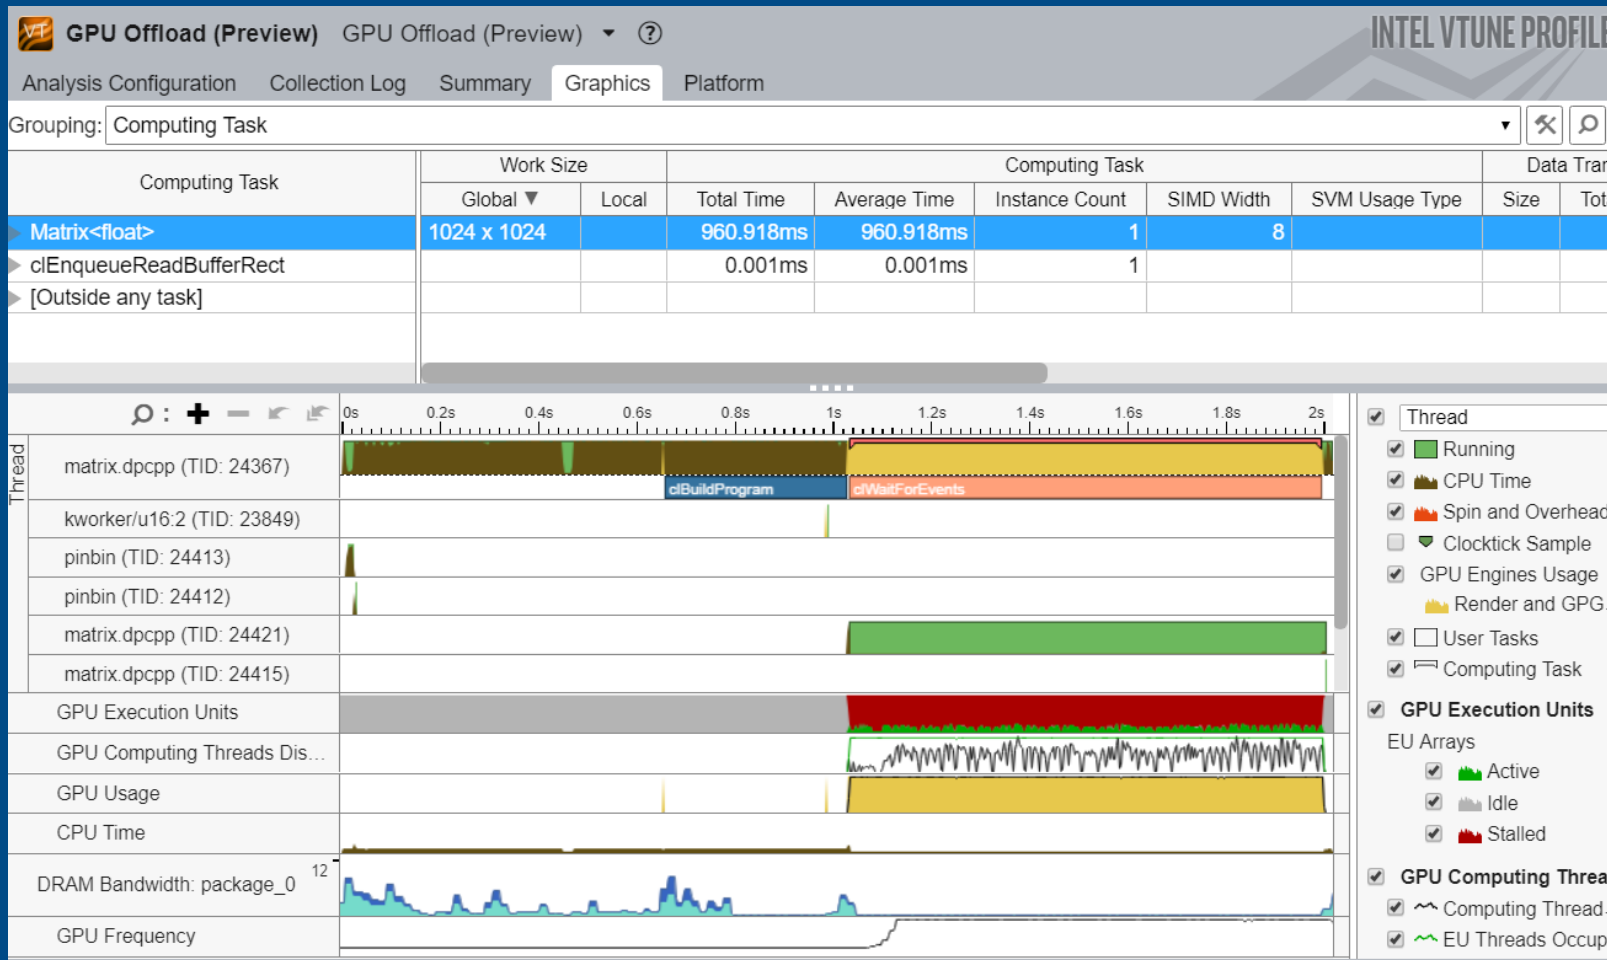 GPU Offload (Preview) GPU Offload (Preview) ?
INTEL VTUNE PROFILE
Analysis Configuration Collection Log Summary Graphics Platform
Grouping: Computing Task
Computing Task Work Size Computing Task Data Tran
Global Local Total Time Average Time Instance Count SIMD Width SVM Usage Type Size Tot
Matrix<float> 1024 x 1024 960.918ms 960.918ms 1 8
clEnqueueReadBufferRect 0.001ms 0.001ms 1
[Outside any task]
0s 0.2s 0.4s 0.6s 0.8s 1s 1.2s 1.4s 1.6s 1.8s 2s
Thread
matrix.dpcpp (TID: 24367)
clBuildProgram clWaitForEvents
kworker/u16:2 (TID: 23849)
pinbin (TID: 24413)
pinbin (TID: 24412)
matrix.dpcpp (TID: 24421)
matrix.dpcpp (TID: 24415)
GPU Execution Units
GPU Computing Threads Dis...
GPU Usage
CPU Time
DRAM Bandwidth: package_0 12
GPU Frequency
Thread
Running
CPU Time
Spin and Overhead
Clocktick Sample
GPU Engines Usage
Render and GPG
User Tasks
Computing Task
GPU Execution Units
EU Arrays
Active
Idle
Stalled
GPU Computing Threa
Computing Thread
EU Threads Occup